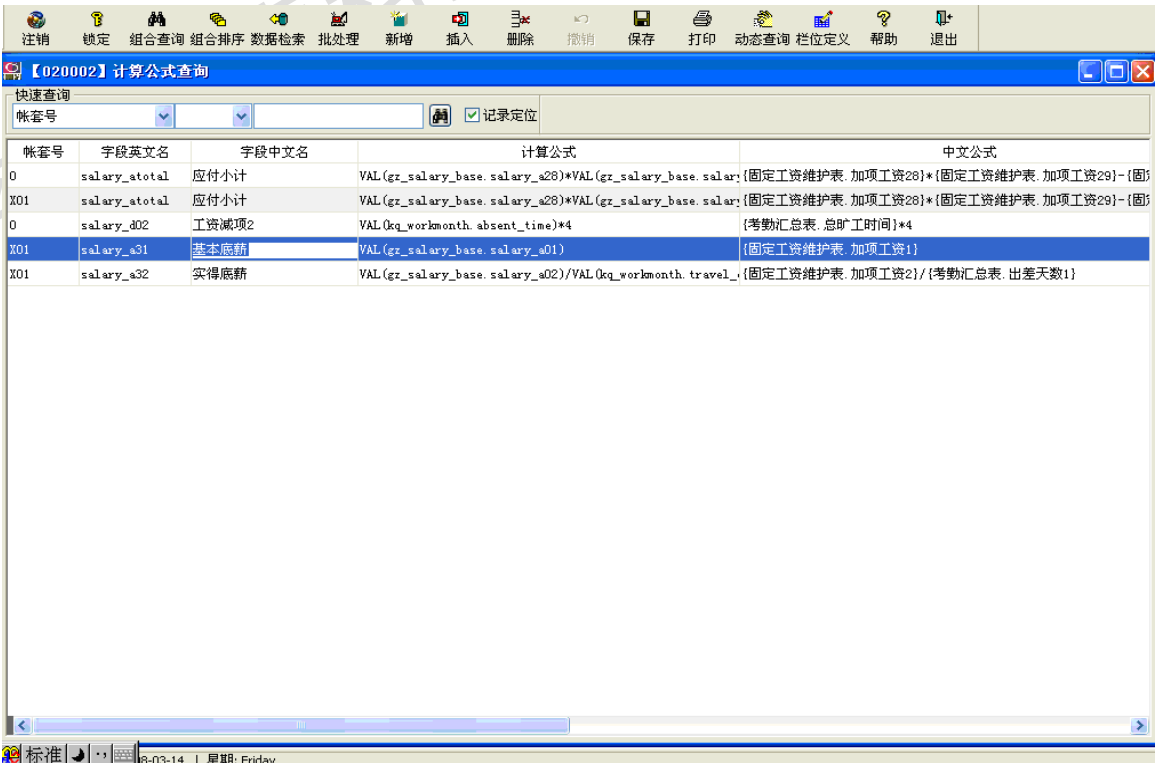 注销 锁定 组合查询 组合排序 数据检索 批处理 新增 插入 删除 撤销 保存 打印 动态查询 栏位定义 帮助 退出
【020002】计算公式查询
快速查询
帐套号 记录定位
帐套号 字段英文名 字段中文名 计算公式 中文公式
0 salary_atotal 应付小计 VAL(gz_salary_base.salary_a28)*VAL(gz_salary_base.salar {固定工资维护表.加项工资28}*{固定工资维护表.加项工资29}-{固
X01 salary_atotal 应付小计 VAL(gz_salary_base.salary_a28)*VAL(gz_salary_base.salar {固定工资维护表.加项工资28}*{固定工资维护表.加项工资29}-{固
0 salary_d02 工资减项2 VAL(kq_workmonth.absent_time)*4 {考勤汇总表.总旷工时间}*4
X01 salary_a31 基本底薪 VAL(gz_salary_base.salary_a01) {固定工资维护表.加项工资1}
X01 salary_a32 实得底薪 VAL(gz_salary_base.salary_a02)/VAL(kq_workmonth.travel_ {固定工资维护表.加项工资2}/{考勤汇总表.出差天数1}
标准 8-03-14 | 星期: Friday